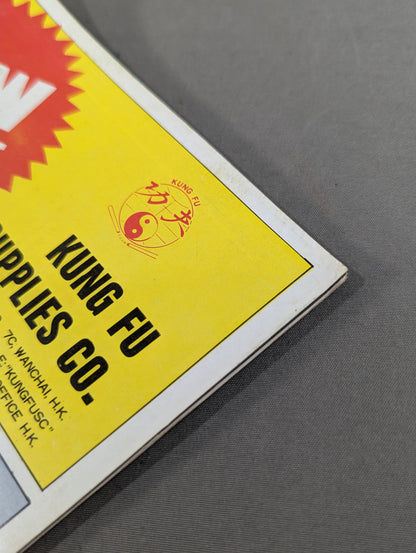 KUNG FU
功夫
KUNG FU
SUPPLIES CO.
7C, WANCHAI, H.K.
"KUNGFUSC"
OFFICE H.K.